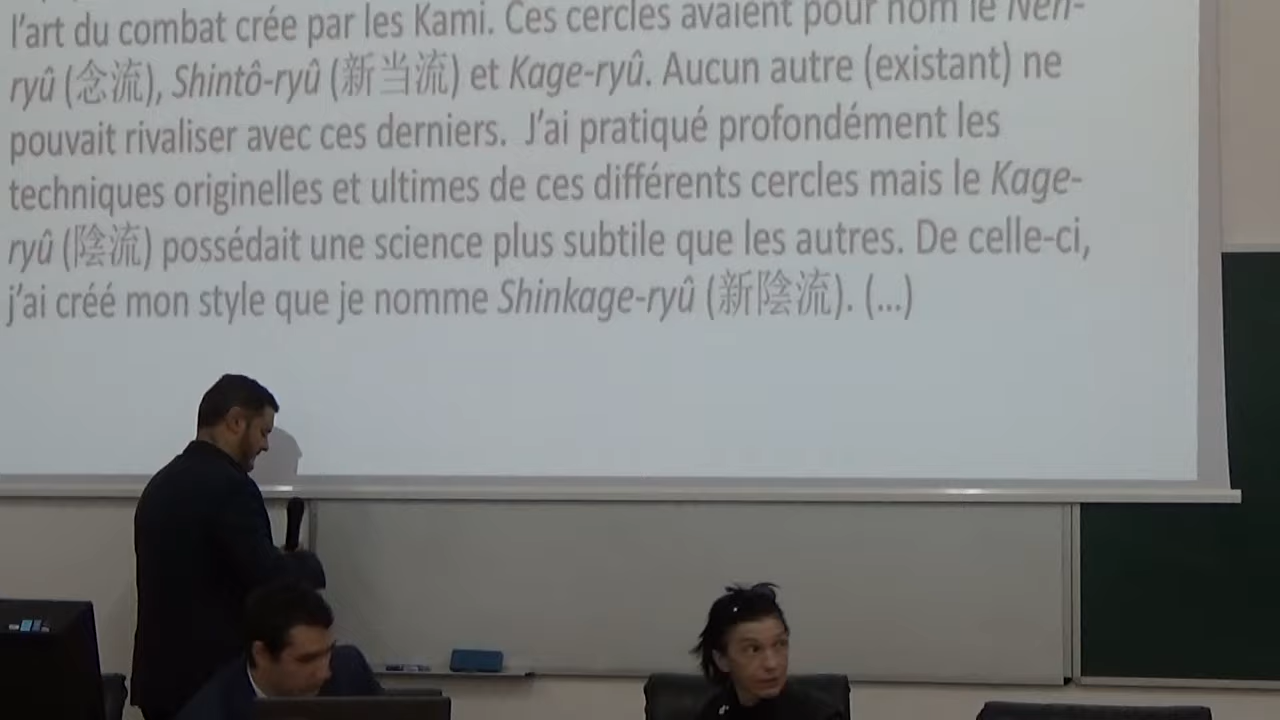 l'art du combat crée par les Kami. Ces cercles avaient pour nom le Nen-
ryû (念流), Shintô-ryû (新当流) et Kage-ryû. Aucun autre (existant) ne
pouvait rivaliser avec ces derniers. J'ai pratiqué profondément les
techniques originelles et ultimes de ces différents cercles mais le Kage-
ryû (陰流) possédait une science plus subtile que les autres. De celle-ci,
j'ai créé mon style que je nomme Shinkage-ryû (新陰流). (...)